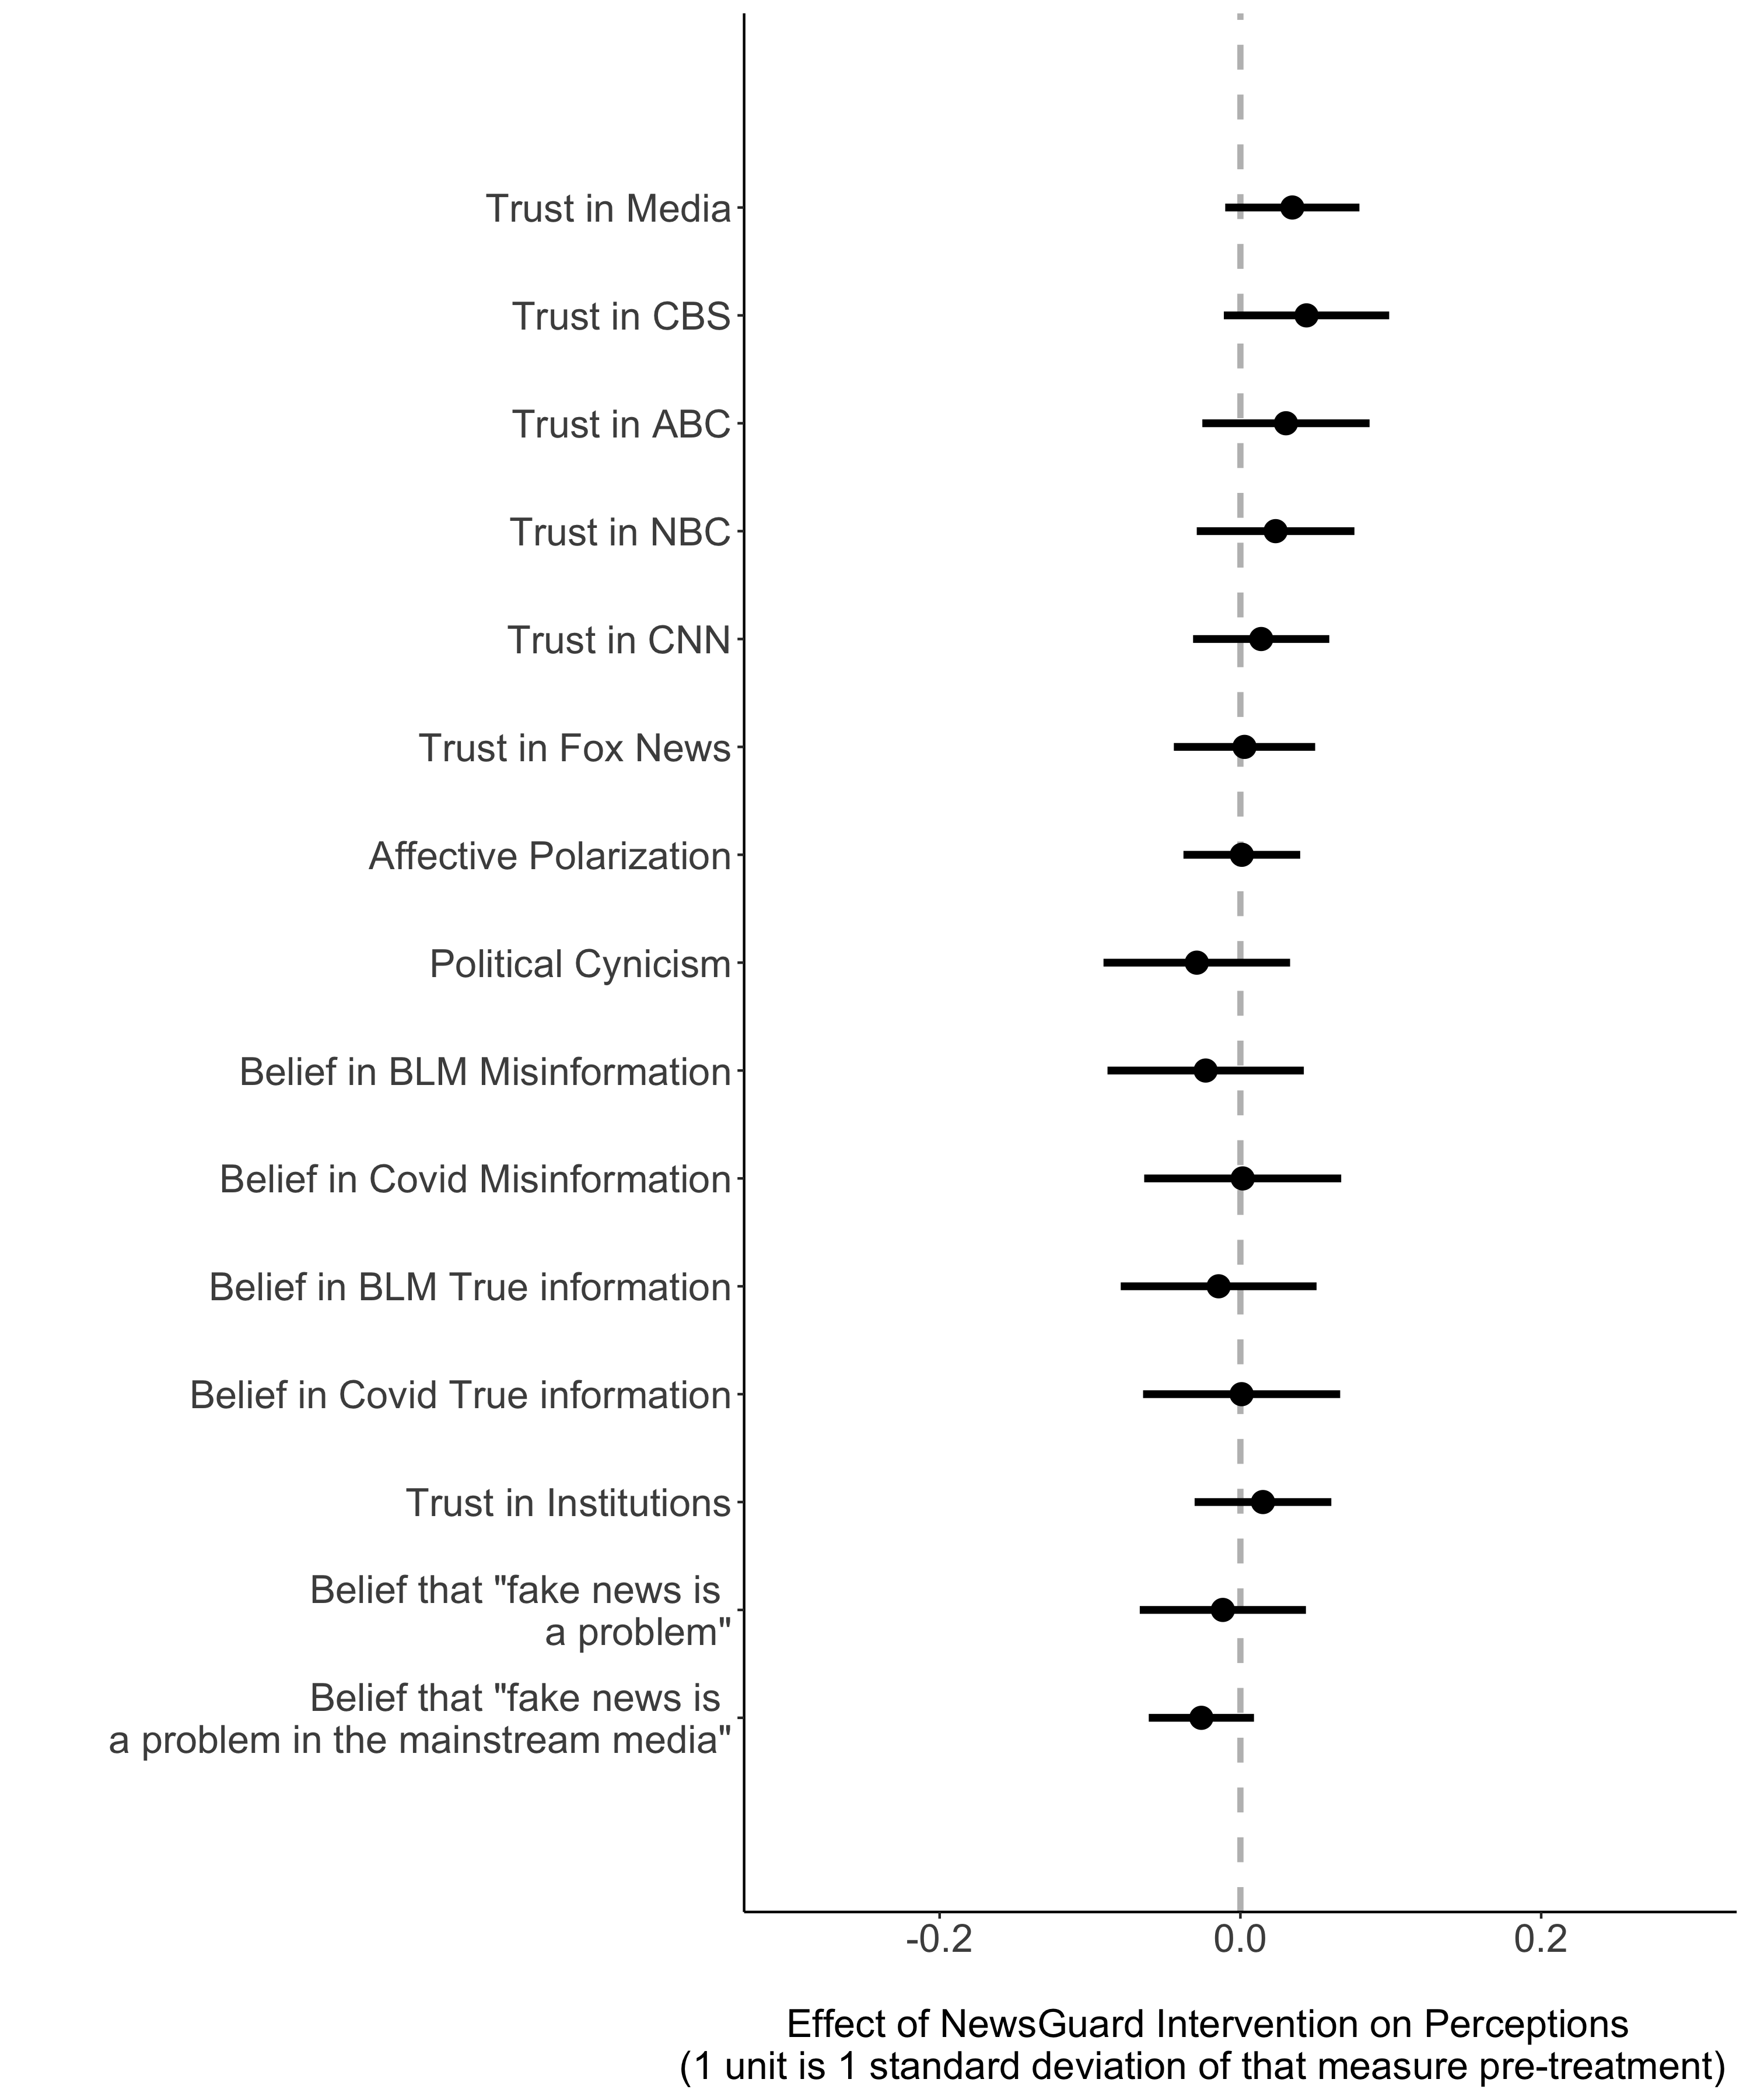 Trust in Media
Trust in CBS
Trust in ABC
Trust in NBC
Trust in CNN
Trust in Fox News
Affective Polarization
Political Cynicism
Belief in BLM Misinformation
Belief in Covid Misinformation
Belief in BLM True information
Belief in Covid True information
Trust in Institutions
Belief that "fake news is
a problem"
Belief that "fake news is
a problem in the mainstream media"
-0.2 0.0 0.2
Effect of NewsGuard Intervention on Perceptions
(1 unit is 1 standard deviation of that measure pre-treatment)